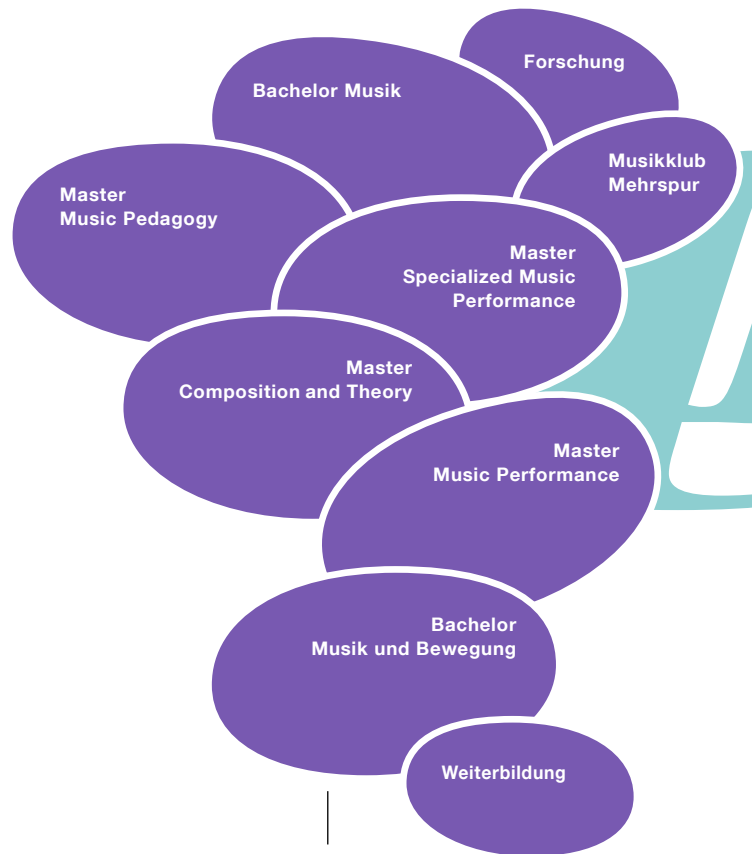 Forschung
Bachelor Musik
Musikklub
Mehrspur
Master
Music Pedagogy
Master
Specialized Music
Performance
Master
Composition and Theory
Master
Music Performance
Bachelor
Musik und Bewegung
Weiterbildung